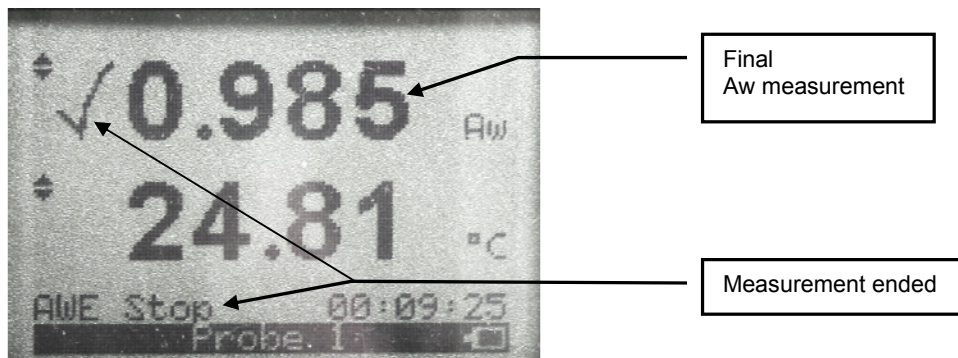 0.985 Aw
24.81 °C
AWE Stop 00:09:25
Probe 1
Final
Aw measurement
Measurement ended